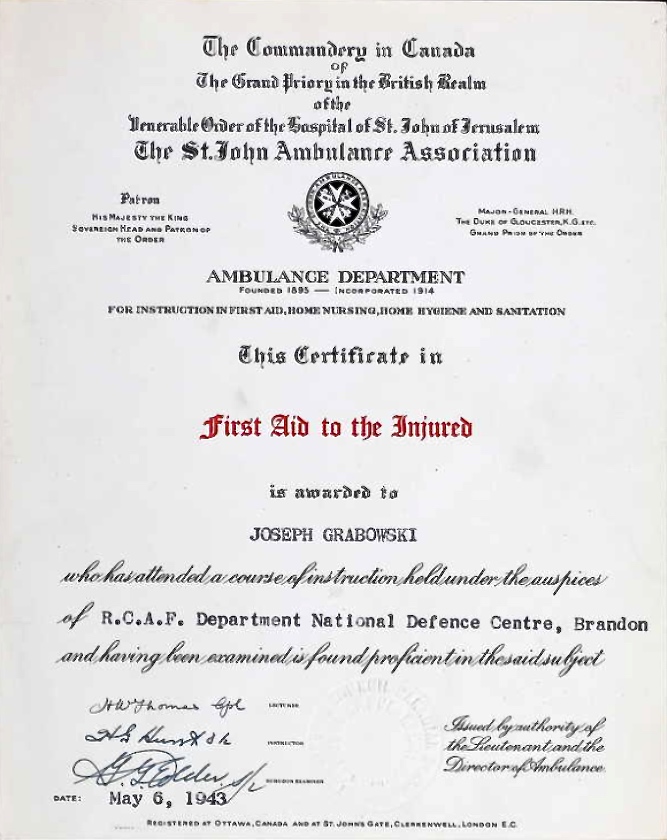 The Commandery in Canada
of
The Grand Priory in the British Realm
of the
Venerable Order of the Hospital of St. John of Jerusalem
The St. John Ambulance Association
Patron
His Majesty the King
Sovereign Head and Patron of
the Order
Major-General H.R.H.
The Duke of Gloucester, K.G. etc.
Grand Prior of the Order
AMBULANCE DEPARTMENT
Founded 1895 — Incorporated 1914
FOR INSTRUCTION IN FIRST AID, HOME NURSING, HOME HYGIENE AND SANITATION
This Certificate in
First Aid to the Injured
is awarded to
JOSEPH GRABOWSKI
who has attended a course of instruction held under the auspices
of R.C.A.F. Department National Defence Centre, Brandon
and having been examined is found proficient in the said subject
HW Thomas Cpl LECTURER
INSTRUCTOR
SURGEON EXAMINER
Issued by authority of
the Lieutenant and the
Director of Ambulance.
DATE: May 6, 1943
Registered at Ottawa, Canada and at St. John's Gate, Clerkenwell, London E.C.